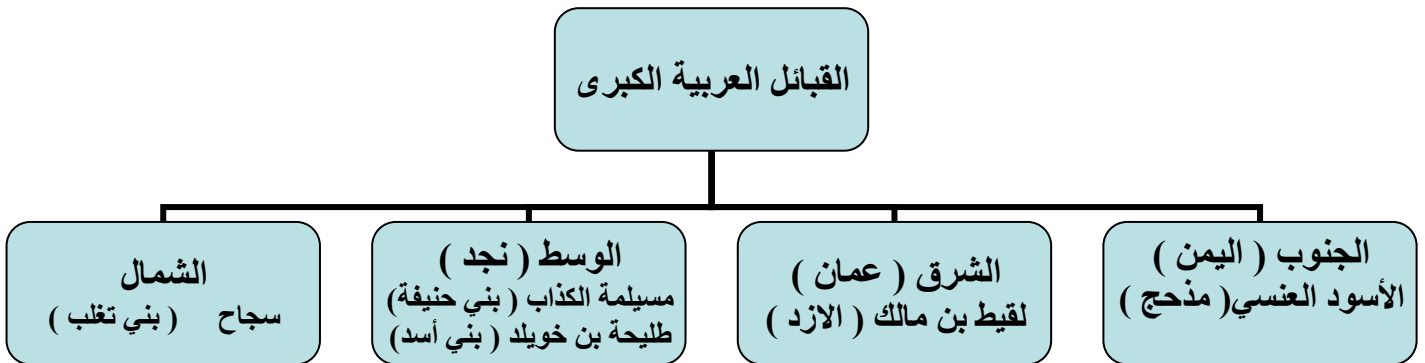 القبائل العربية الكبرى
الجنوب ( اليمن )
الأسود العنسي( مذحج )
الشرق ( عمان )
لقيط بن مالك ( الازد )
الوسط ( نجد )
مسيلمة الكذاب ( بني حنيفة)
طليحة بن خويلد ( بني أسد)
الشمال
سجاح ( بني تغلب )